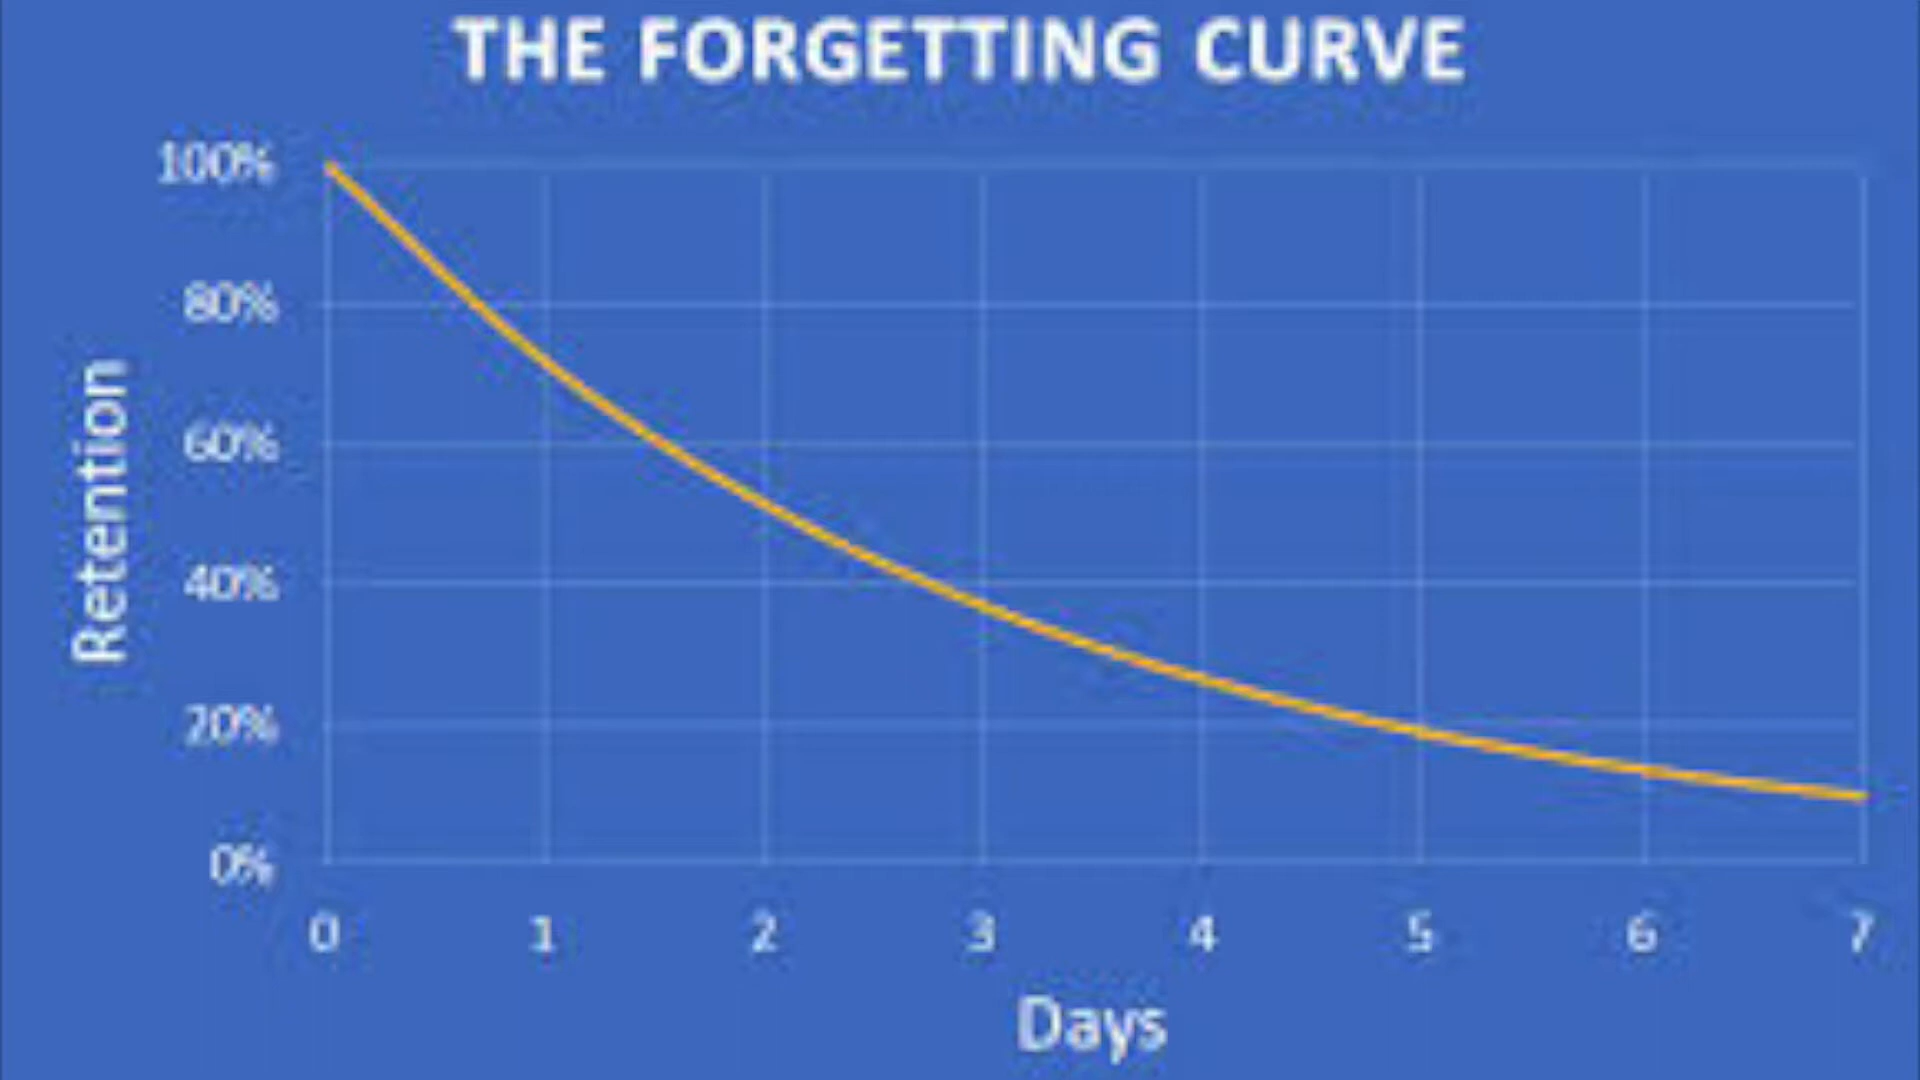 THE FORGETTING CURVE
100%
80%
60%
40%
20%
0%
Retention
0 1 2 3 4 5 6 7
Days